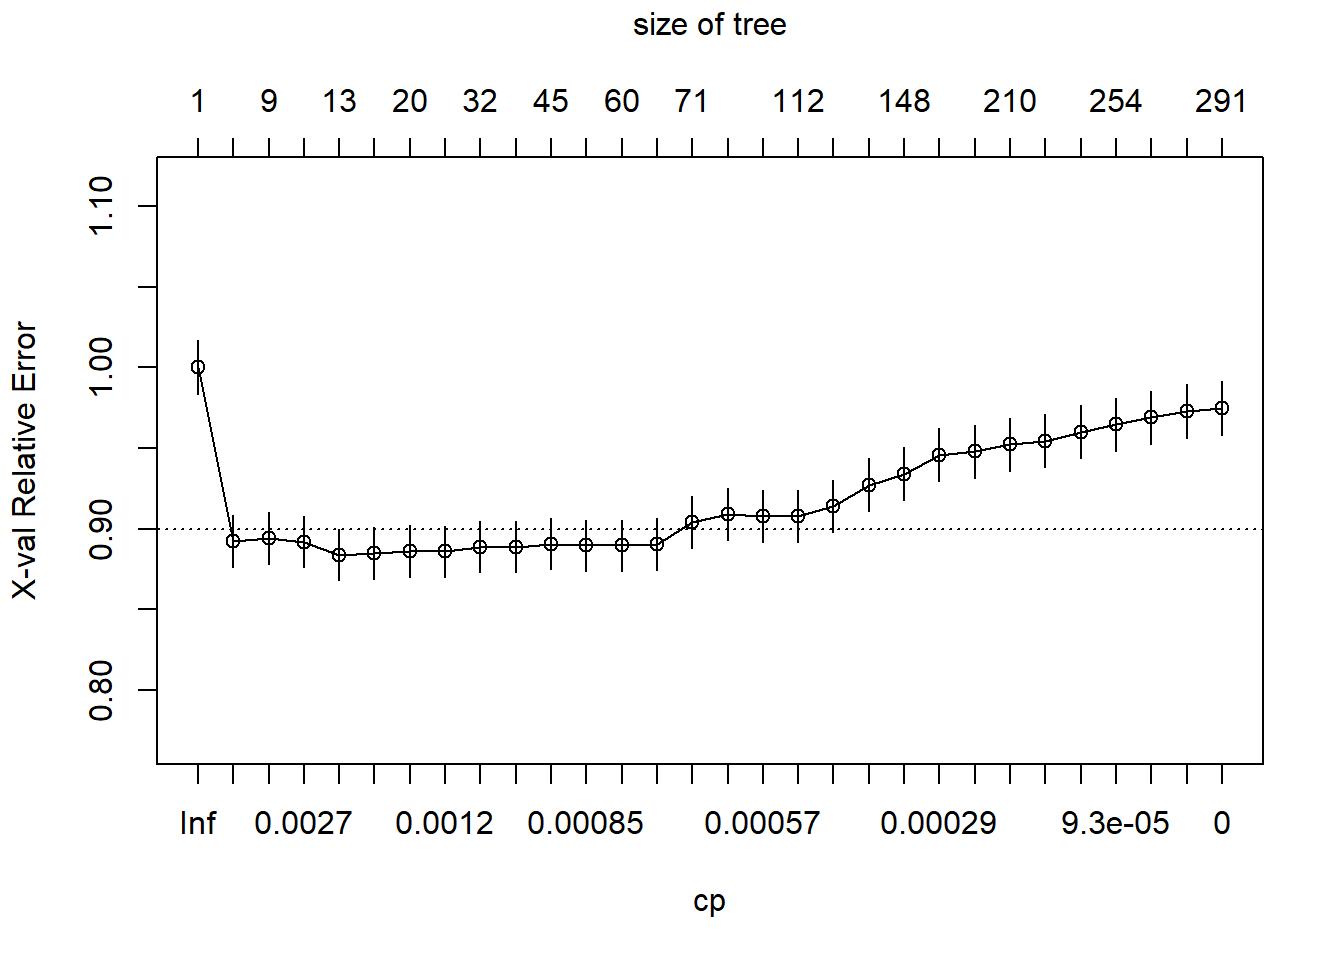 size of tree
1 9 13 20 32 45 60 71 112 148 210 254 291
X-val Relative Error
1.10
1.00
0.90
0.80
Inf 0.0027 0.0012 0.00085 0.00057 0.00029 9.3e-05 0
cp